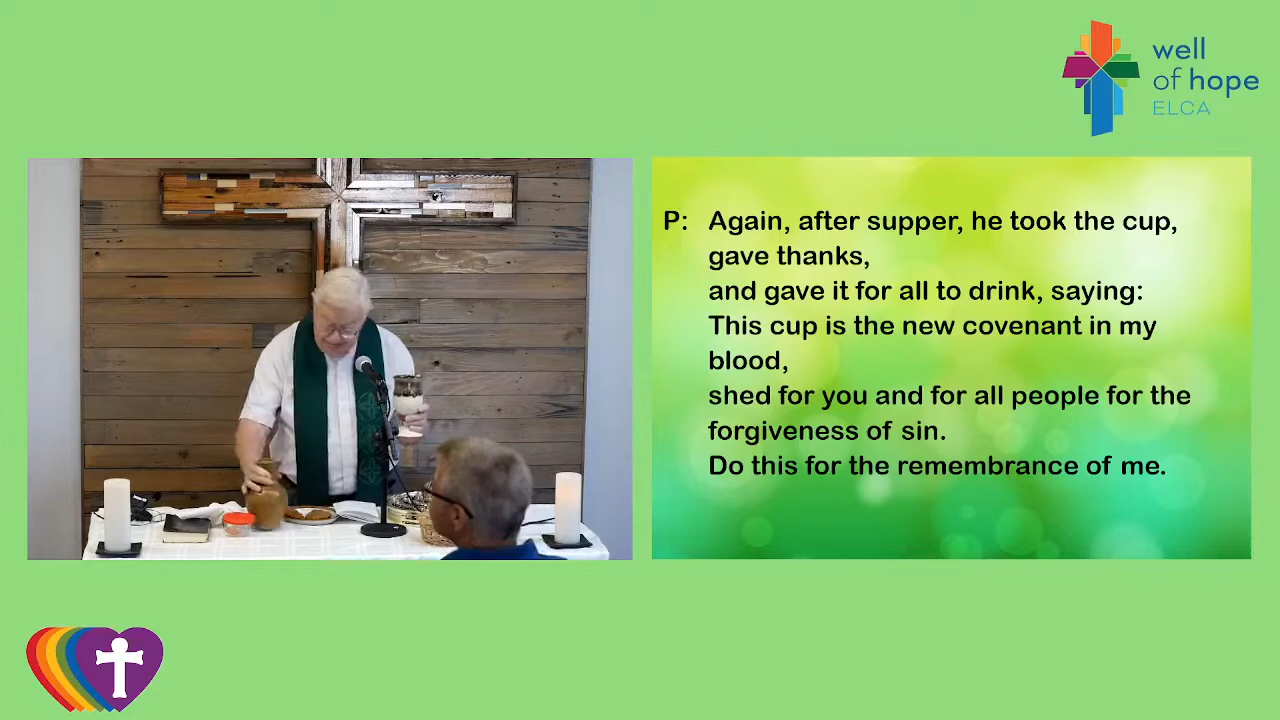 well
of hope
ELCA
P: Again, after supper, he took the cup,
gave thanks,
and gave it for all to drink, saying:
This cup is the new covenant in my
blood,
shed for you and for all people for the
forgiveness of sin.
Do this for the remembrance of me.